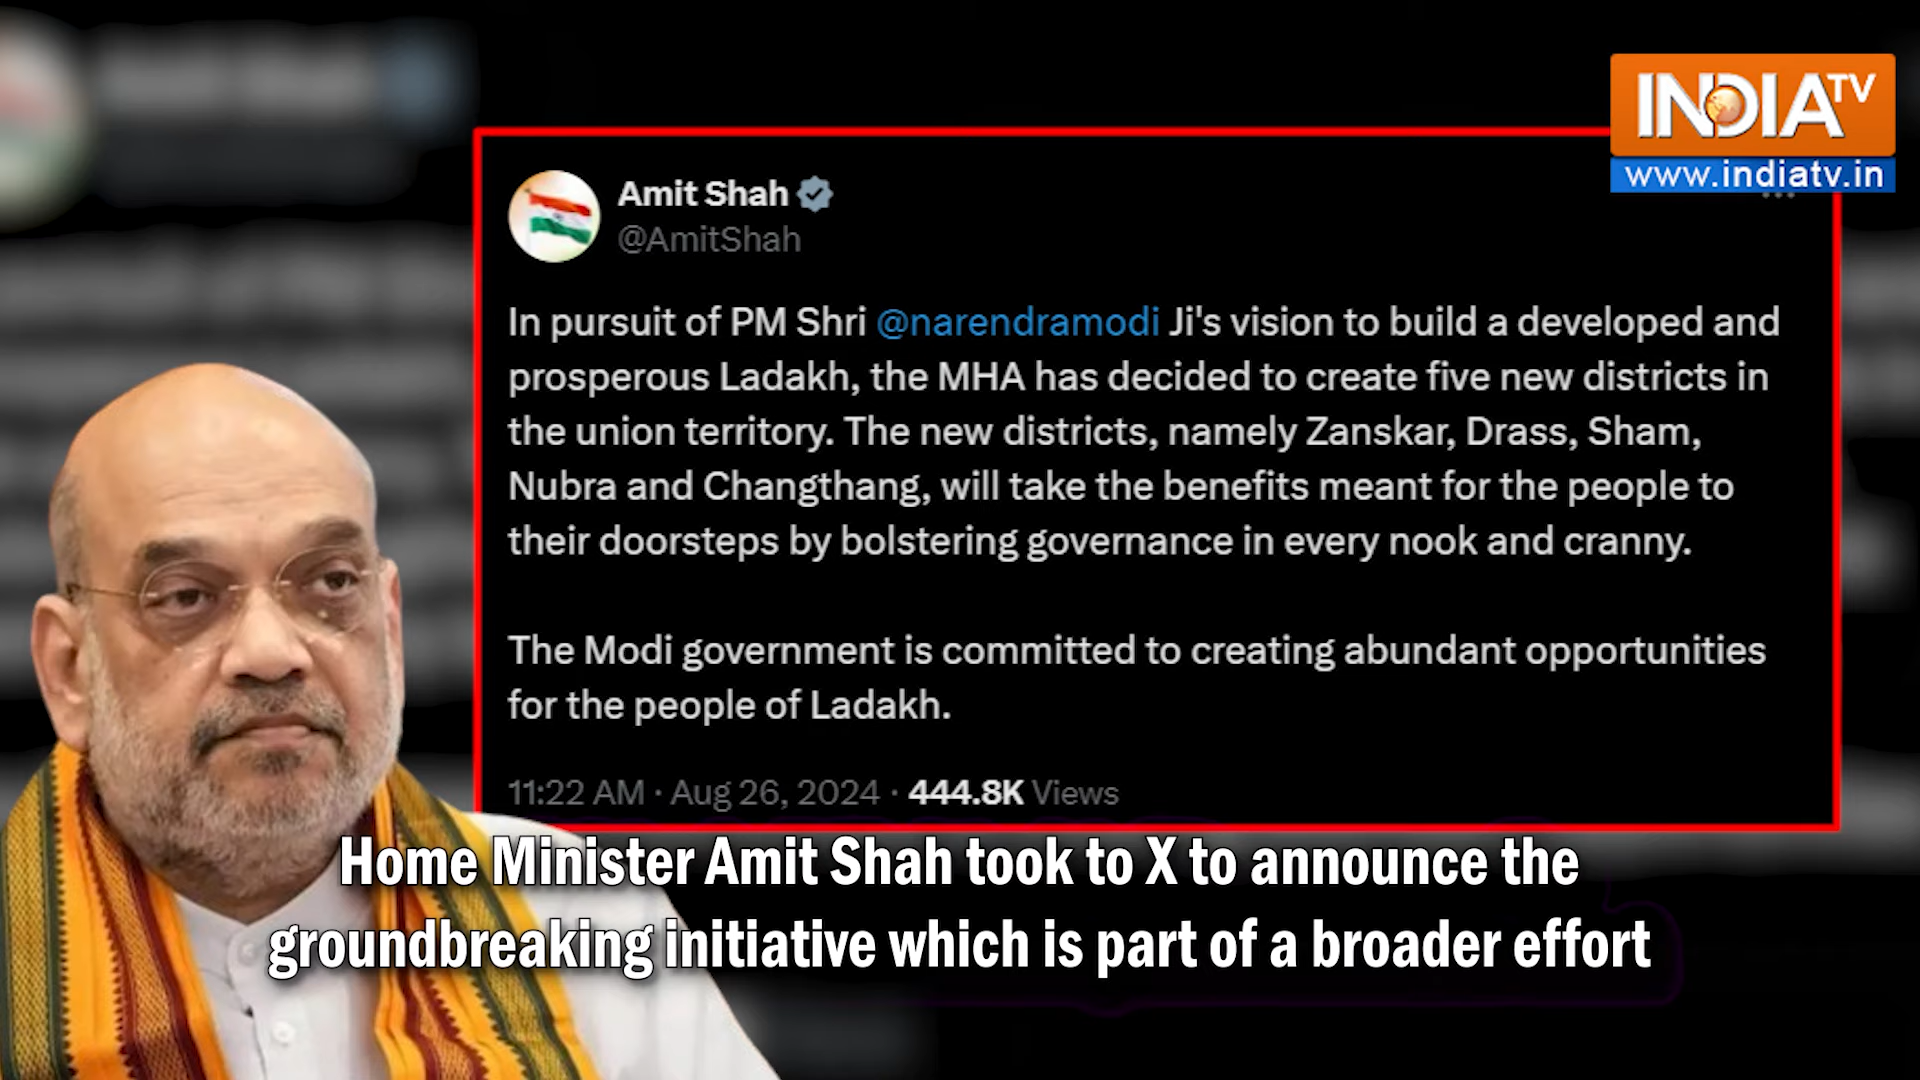 INDIA TV
www.indiatv.in
Amit Shah
@AmitShah
In pursuit of PM Shri @narendramodi Ji's vision to build a developed and
prosperous Ladakh, the MHA has decided to create five new districts in
the union territory. The new districts, namely Zanskar, Drass, Sham,
Nubra and Changthang, will take the benefits meant for the people to
their doorsteps by bolstering governance in every nook and cranny.
The Modi government is committed to creating abundant opportunities
for the people of Ladakh.
11:22 AM · Aug 26, 2024 · 444.8K Views
Home Minister Amit Shah took to X to announce the
groundbreaking initiative which is part of a broader effort